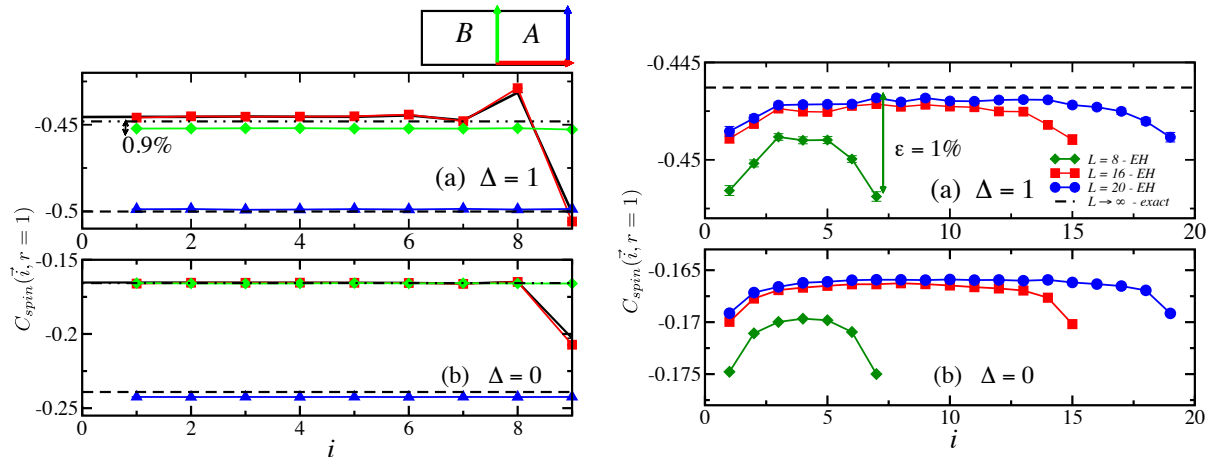 B A
-0.45
0.9%
(a) Δ = 1
-0.5
0 2 4 6 8
-0.15
-0.2
(b) Δ = 0
-0.25
0 2 4 6 8
i
C_spin(i⃗, r = 1)
-0.445
ε = 1%
L = 8 - EH
L = 16 - EH
L = 20 - EH
L → ∞ - exact
-0.45
(a) Δ = 1
0 5 10 15 20
-0.165
-0.17
-0.175
(b) Δ = 0
0 5 10 15 20
i
C_spin(i⃗, r = 1)